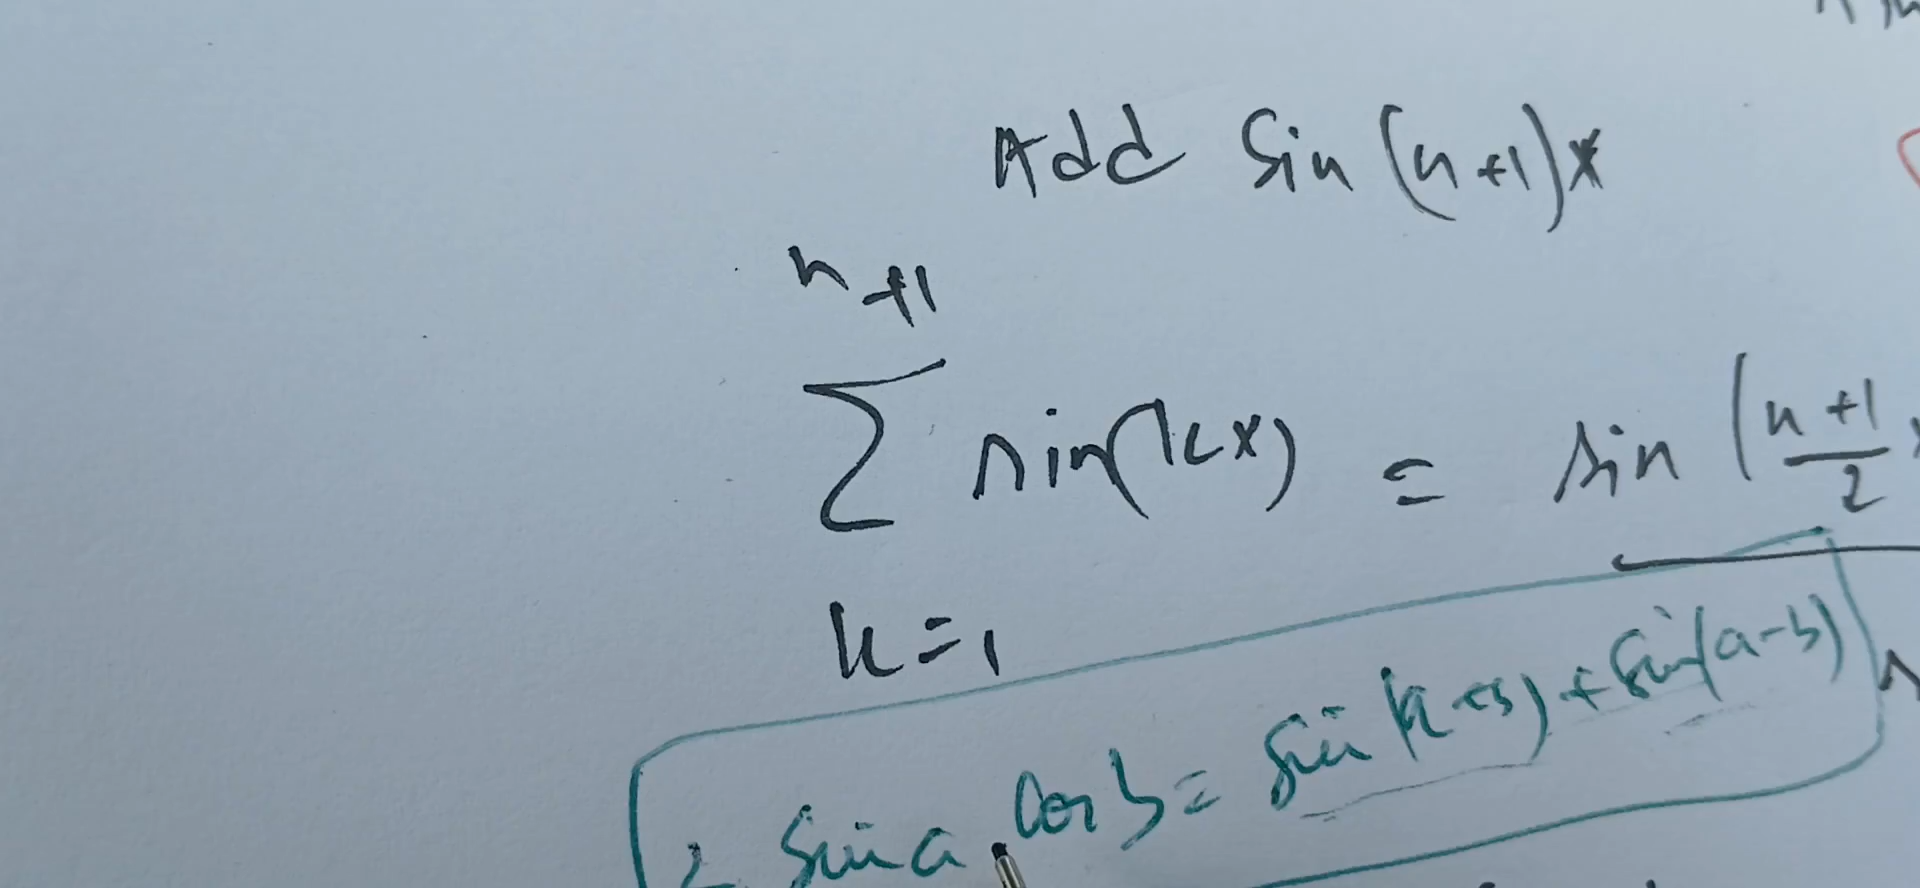 Add Sin (n+1)x
n+1
∑ sin(kx) = sin (n+1/2 x
k=1
2 sin a cos b = sin(a+b) + sin(a-b)